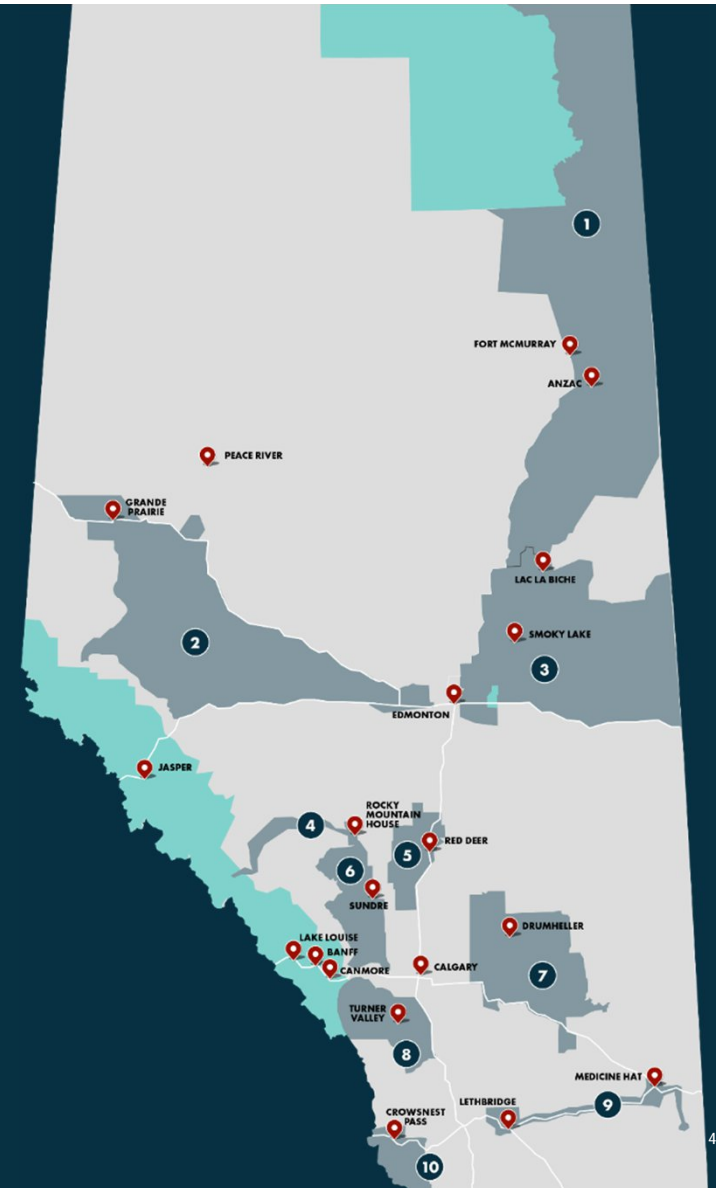 1
FORT MCMURRAY
ANZAC
PEACE RIVER
GRANDE
PRAIRIE
LAC LA BICHE
2
SMOKY LAKE
3
EDMONTON
JASPER
4
ROCKY
MOUNTAIN
HOUSE
5
RED DEER
6
SUNDRE
LAKE LOUISE
BANFF
CANMORE
CALGARY
DRUMHELLER
7
TURNER
VALLEY
8
MEDICINE HAT
9
LETHBRIDGE
CROWSNEST
PASS
10
4